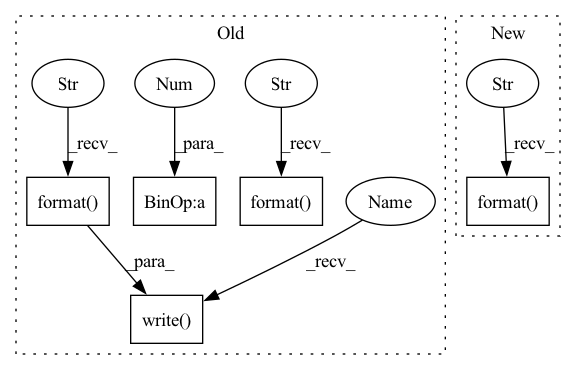 Old
New
Str
Num
Str
Str
_recv_
_para_
_recv_
_recv_
format()
BinOp:a
format()
Name
format()
_para_
_recv_
write()